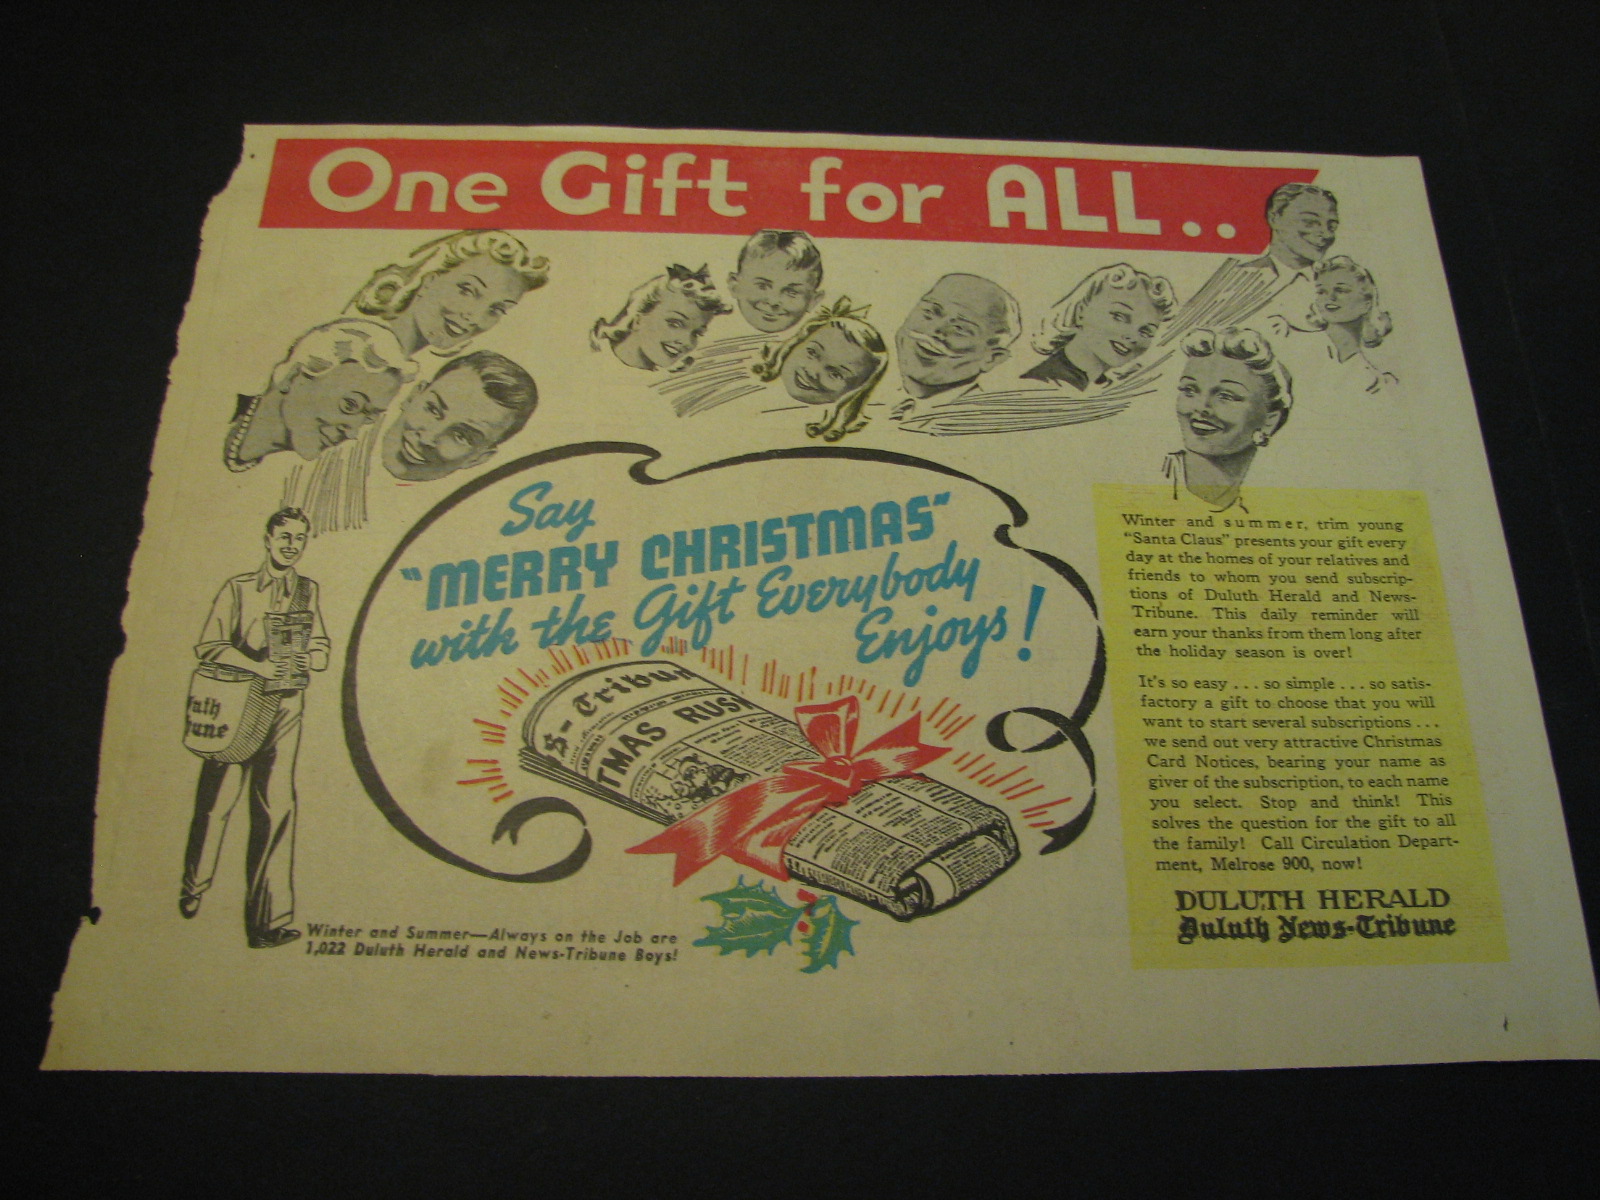 One Gift for ALL..
Say
"MERRY CHRISTMAS"
with the Gift Everybody
Enjoys!
uth
une
S-Tribun
TMAS RUS
Winter and Summer—Always on the Job are
1,022 Duluth Herald and News-Tribune Boys!
Winter and summer, trim young
"Santa Claus" presents your gift every
day at the homes of your relatives and
friends to whom you send subscrip-
tions of Duluth Herald and News-
Tribune. This daily reminder will
earn your thanks from them long after
the holiday season is over!
It's so easy ... so simple ... so satis-
factory a gift to choose that you will
want to start several subscriptions ...
we send out very attractive Christmas
Card Notices, bearing your name as
giver of the subscription, to each name
you select. Stop and think! This
solves the question for the gift to all
the family! Call Circulation Depart-
ment, Melrose 900, now!
DULUTH HERALD
Duluth News-Tribune